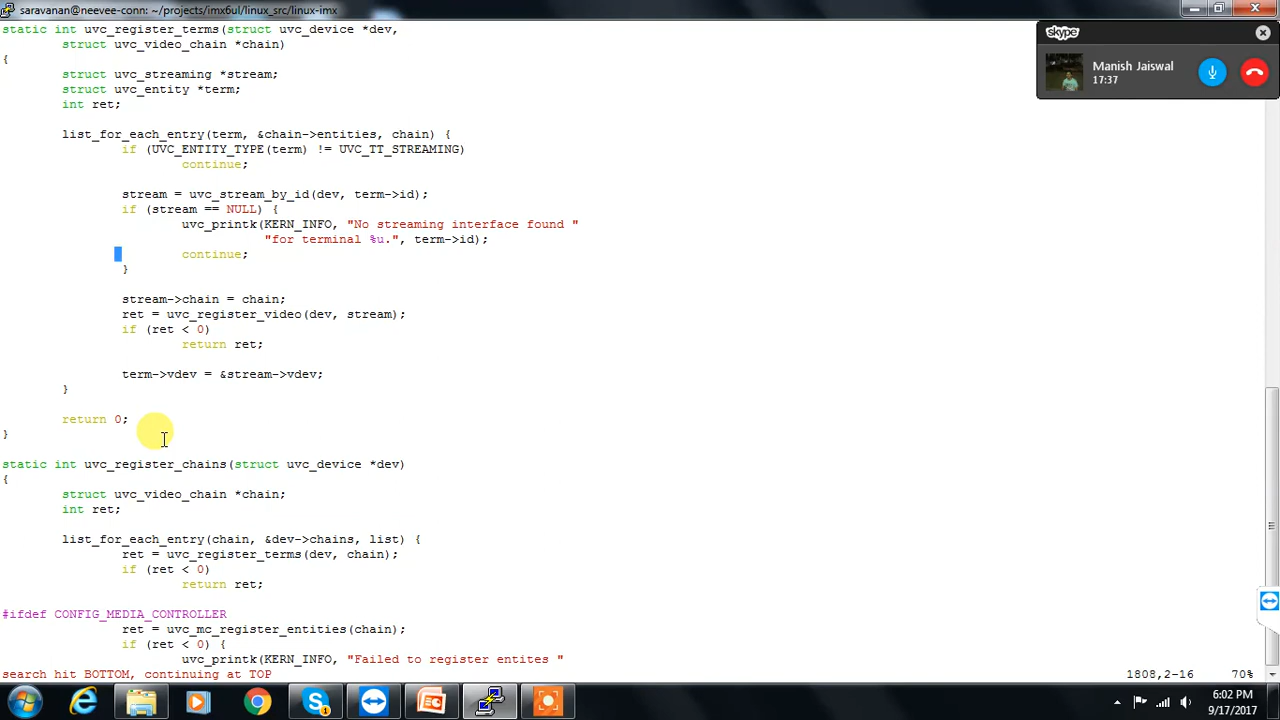 saravanan@neevee-conn: ~/projects/imx6ul/linux_src/linux-imx
static int uvc_register_terms(struct uvc_device *dev,
struct uvc_video_chain *chain)
{
struct uvc_streaming *stream;
struct uvc_entity *term;
int ret;
list_for_each_entry(term, &chain->entities, chain) {
if (UVC_ENTITY_TYPE(term) != UVC_TT_STREAMING)
continue;
stream = uvc_stream_by_id(dev, term->id);
if (stream == NULL) {
uvc_printk(KERN_INFO, "No streaming interface found "
"for terminal %u.", term->id);
continue;
}
stream->chain = chain;
ret = uvc_register_video(dev, stream);
if (ret < 0)
return ret;
term->vdev = &stream->vdev;
}
return 0;
}
static int uvc_register_chains(struct uvc_device *dev)
{
struct uvc_video_chain *chain;
int ret;
list_for_each_entry(chain, &dev->chains, list) {
ret = uvc_register_terms(dev, chain);
if (ret < 0)
return ret;
#ifdef CONFIG_MEDIA_CONTROLLER
ret = uvc_mc_register_entities(chain);
if (ret < 0) {
uvc_printk(KERN_INFO, "Failed to register entites "
search hit BOTTOM, continuing at TOP
1808,2-16
70%
skype
Manish Jaiswal
17:37
6:02 PM
9/17/2017